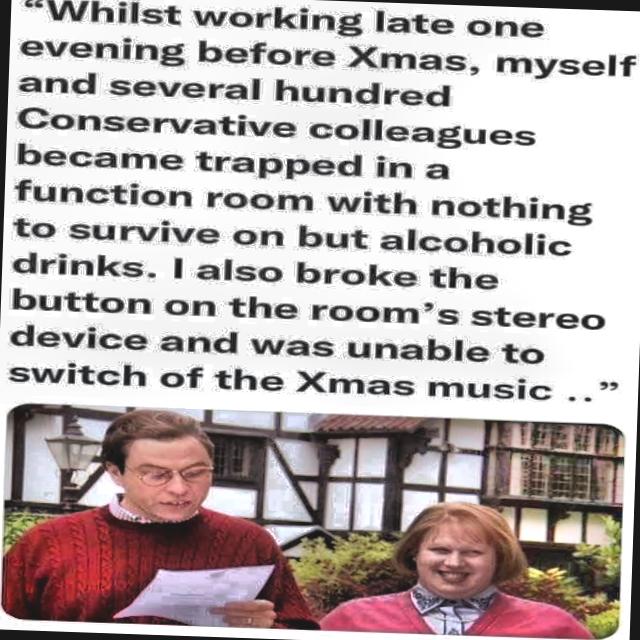 “Whilst working late one
evening before Xmas, myself
and several hundred
Conservative colleagues
became trapped in a
function room with nothing
to survive on but alcoholic
drinks. I also broke the
button on the room’s stereo
device and was unable to
switch of the Xmas music ..”